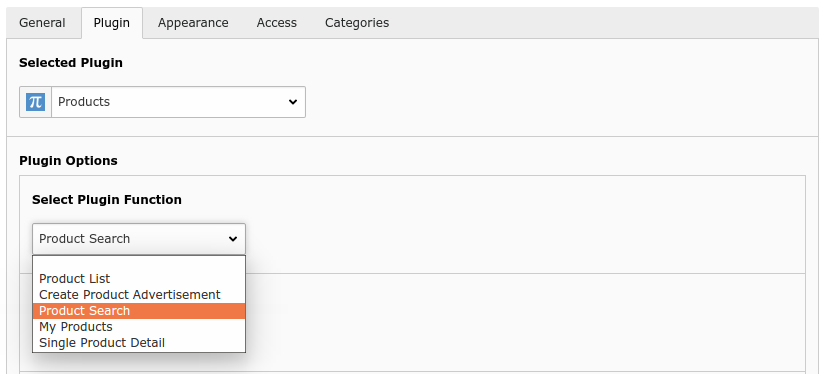 General Plugin Appearance Access Categories
Selected Plugin
π Products
Plugin Options
Select Plugin Function
Product Search
Product List
Create Product Advertisement
Product Search
My Products
Single Product Detail